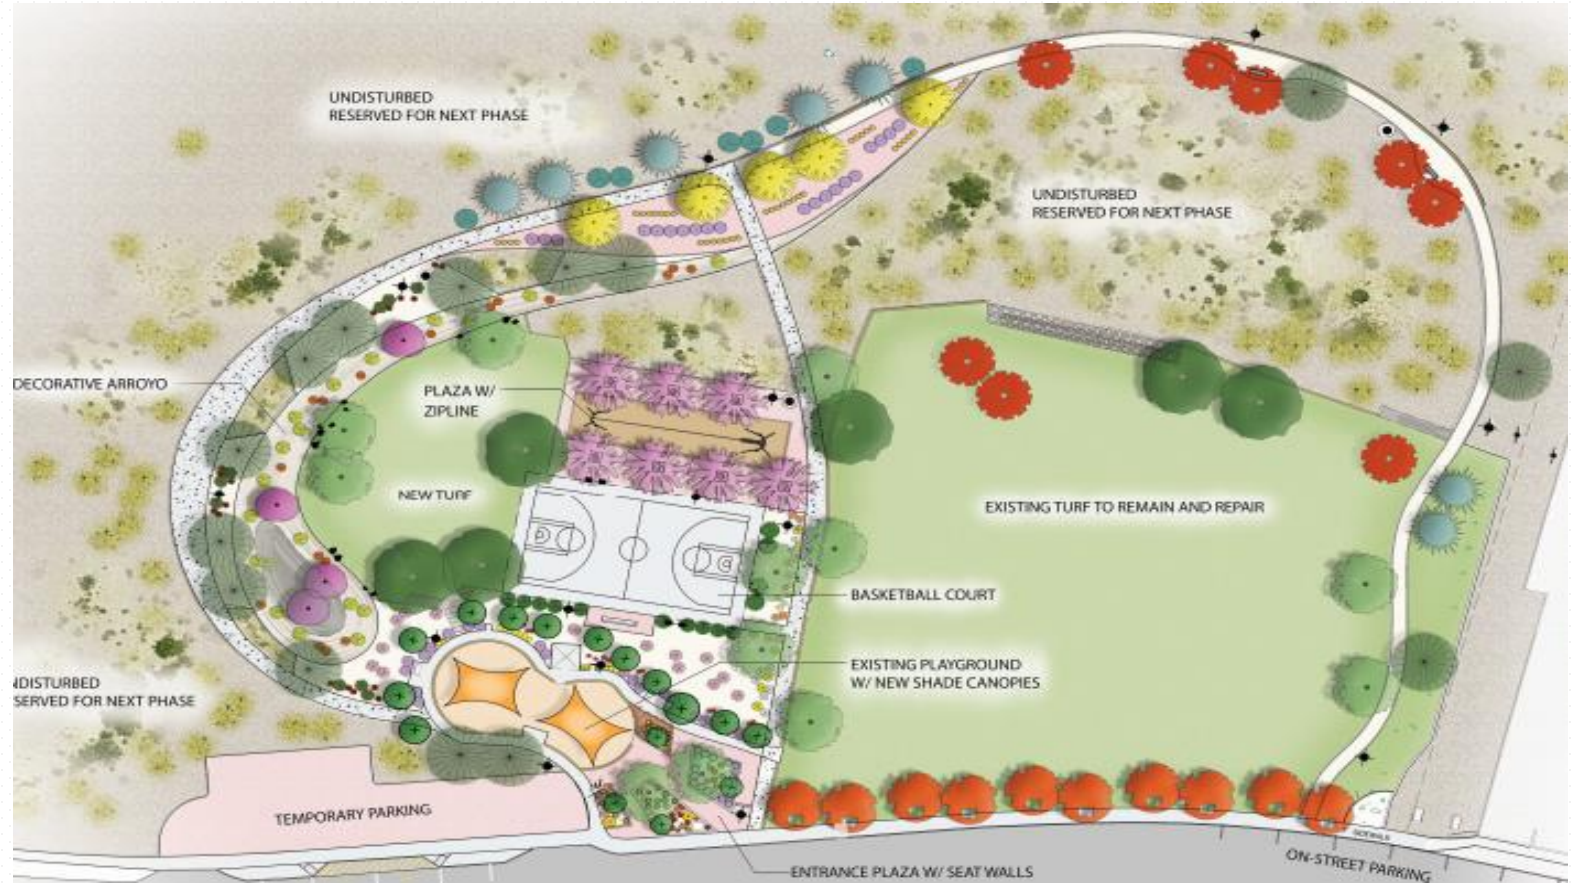 UNDISTURBED
RESERVED FOR NEXT PHASE
UNDISTURBED
RESERVED FOR NEXT PHASE
DECORATIVE ARROYO
PLAZA W/
ZIPLINE
NEW TURF
EXISTING TURF TO REMAIN AND REPAIR
BASKETBALL COURT
EXISTING PLAYGROUND
W/ NEW SHADE CANOPIES
NDISTURBED
SERVED FOR NEXT PHASE
TEMPORARY PARKING
ON-STREET PARKING
ENTRANCE PLAZA W/ SEAT WALLS